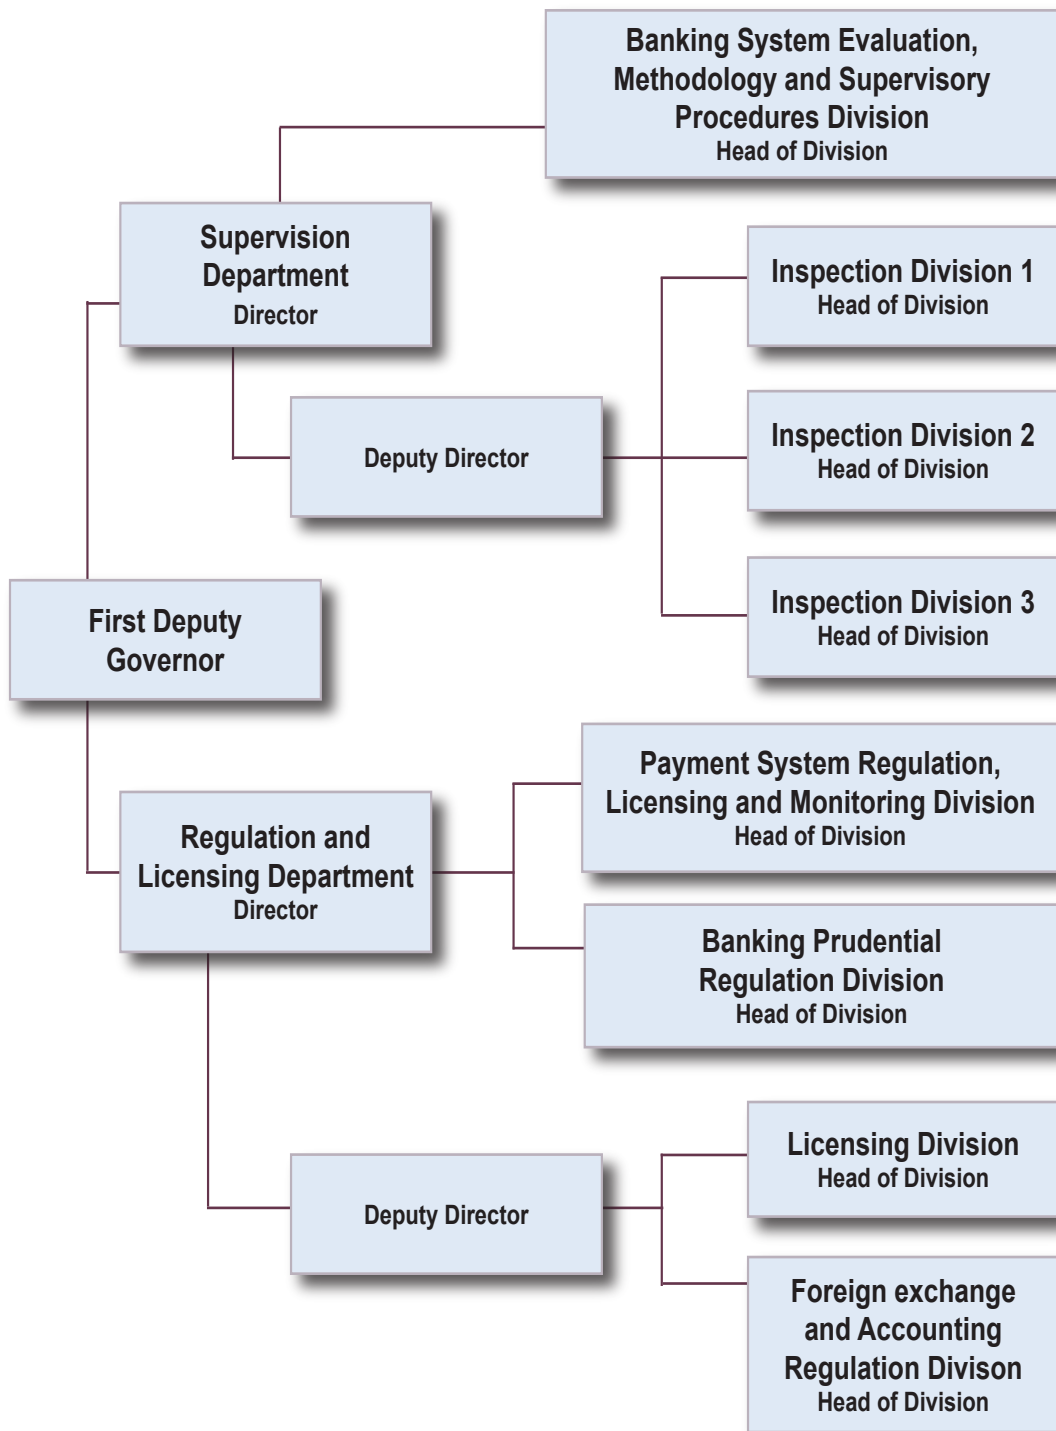 Banking System Evaluation,
Methodology and Supervisory
Procedures Division
Head of Division
Supervision
Department
Director
Inspection Division 1
Head of Division
Deputy Director
Inspection Division 2
Head of Division
Inspection Division 3
Head of Division
First Deputy
Governor
Payment System Regulation,
Licensing and Monitoring Division
Head of Division
Regulation and
Licensing Department
Director
Banking Prudential
Regulation Division
Head of Division
Deputy Director
Licensing Division
Head of Division
Foreign exchange
and Accounting
Regulation Divison
Head of Division